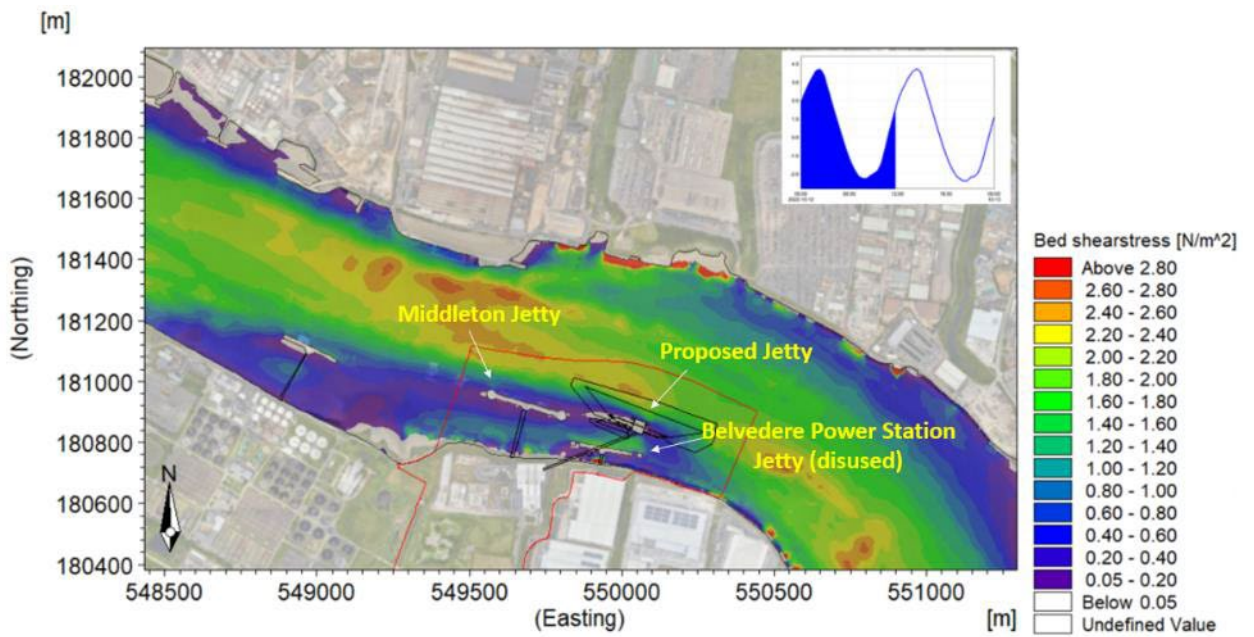 [m]
182000
181800
181600
181400
181200
181000
180800
180600
180400
(Northing)
548500
549000
549500
550000
550500
551000
(Easting)
[m]
N
Middleton Jetty
Proposed Jetty
Belvedere Power Station
Jetty (disused)
Bed shearstress [N/m^2]
Above 2.80
2.60 - 2.80
2.40 - 2.60
2.20 - 2.40
2.00 - 2.20
1.80 - 2.00
1.60 - 1.80
1.40 - 1.60
1.20 - 1.40
1.00 - 1.20
0.80 - 1.00
0.60 - 0.80
0.40 - 0.60
0.20 - 0.40
0.05 - 0.20
Below 0.05
Undefined Value